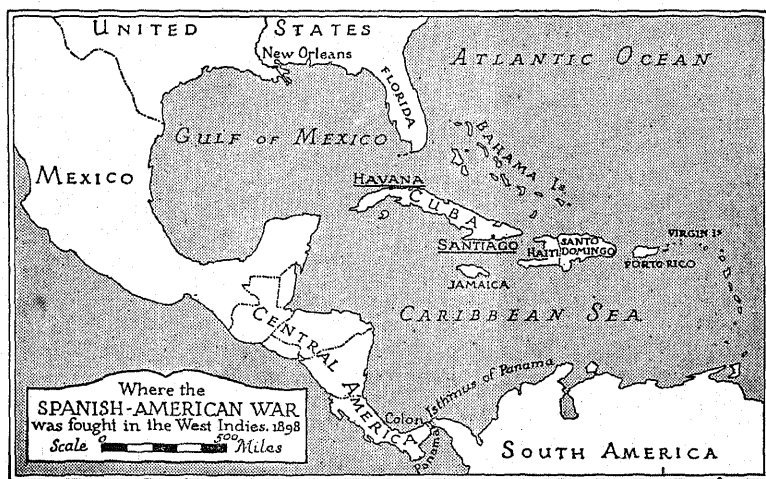 UNITED STATES
New Orleans
ATLANTIC OCEAN
FLORIDA
GULF OF MEXICO
BAHAMA Is.
MEXICO
HAVANA
CUBA
SANTIAGO
HAITI
SANTO
DOMINGO
VIRGIN Is
PORTO RICO
JAMAICA
CARIBBEAN SEA
CENTRAL AMERICA
Isthmus of Panama
Colon
Panama
SOUTH AMERICA
Where the
SPANISH-AMERICAN WAR
was fought in the West Indies. 1898
0 500
Scale Miles